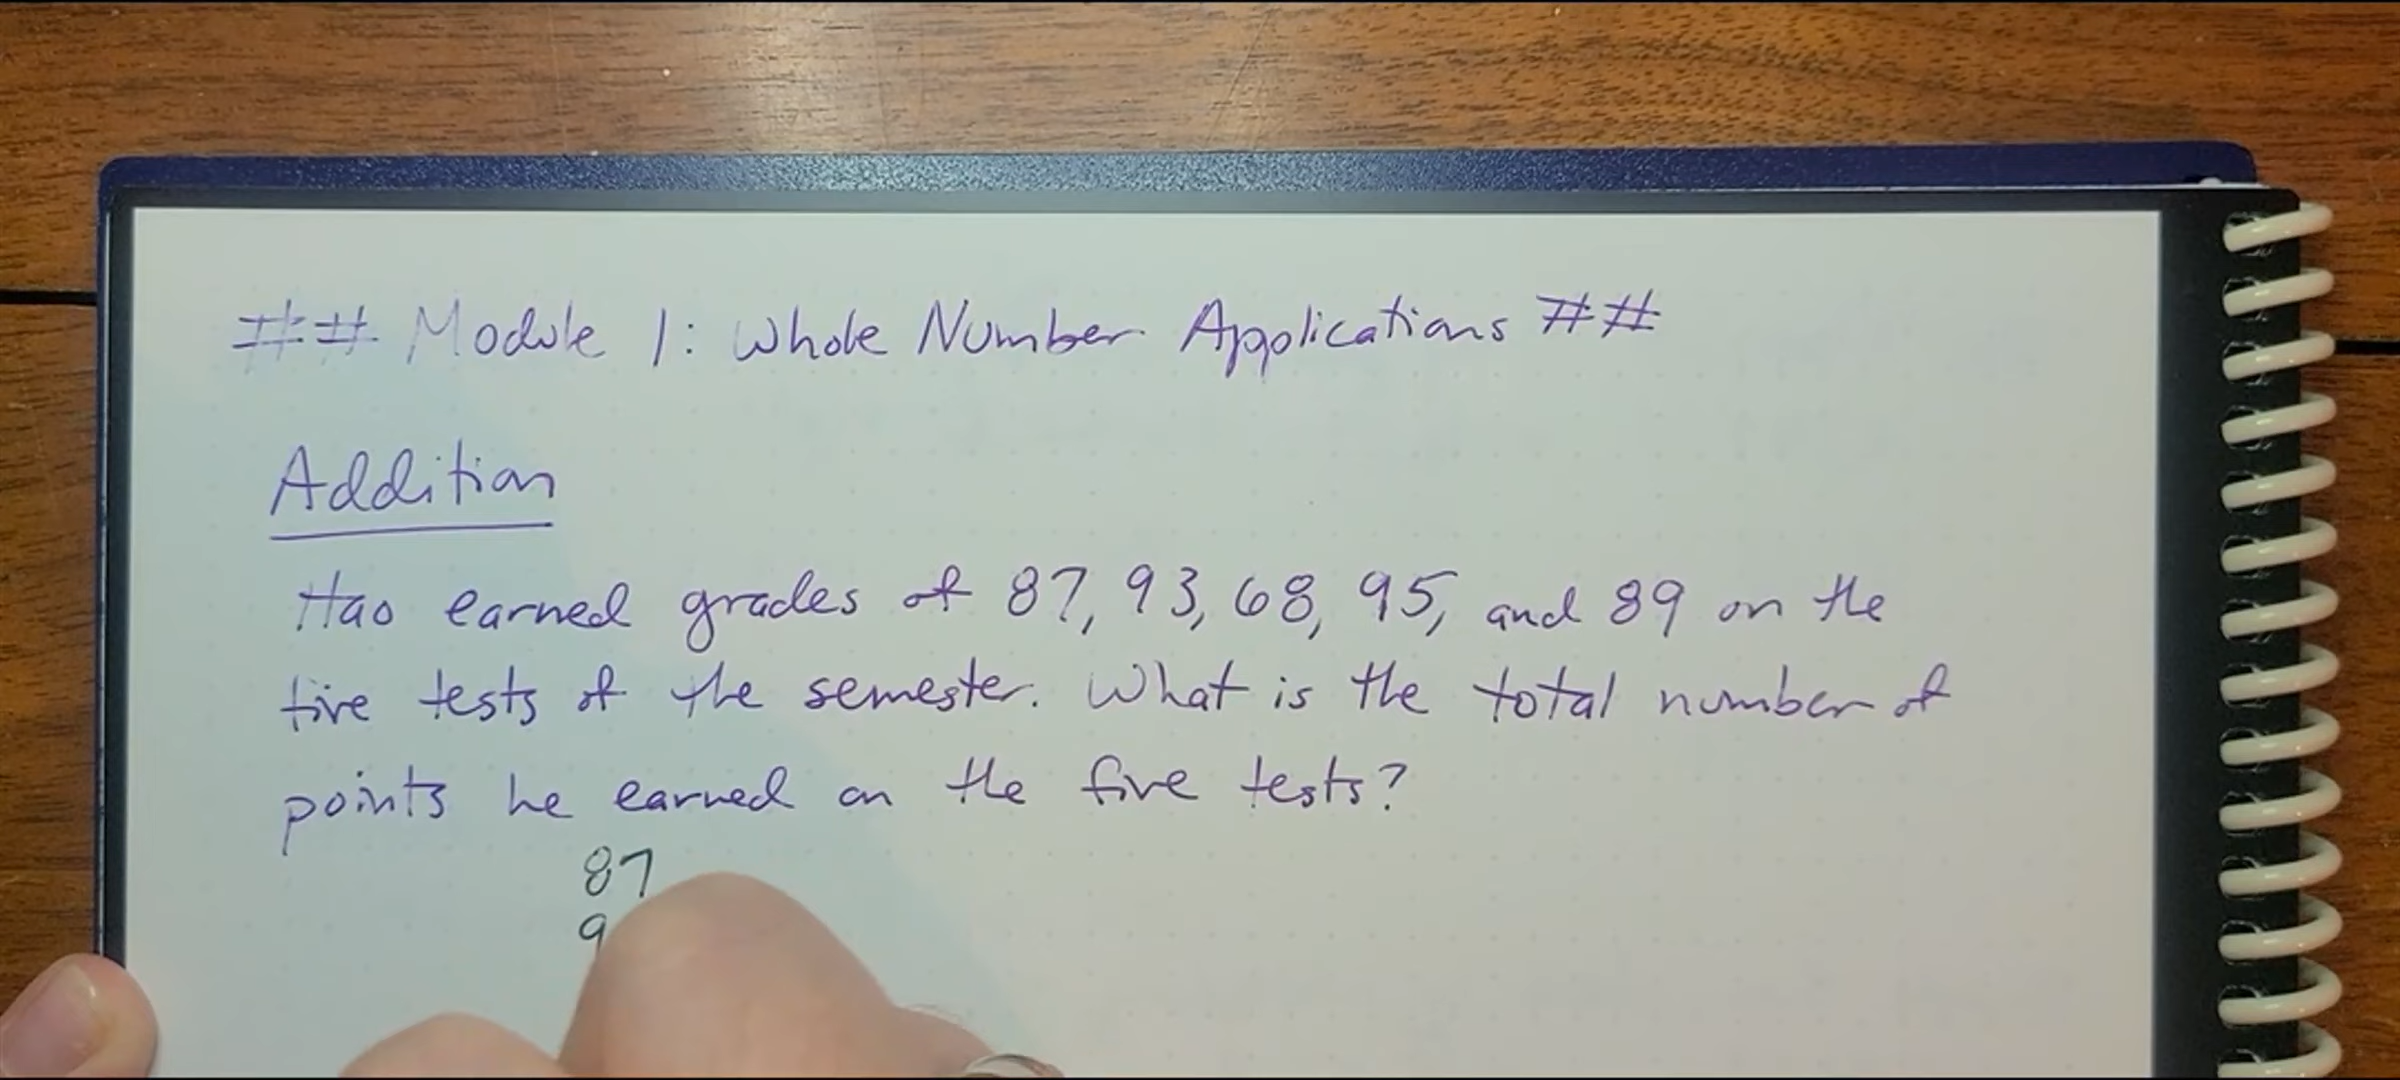 ## Module 1: Whole Number Applications ##
Addition
Hao earned grades of 87, 93, 68, 95, and 89 on the
five tests of the semester. What is the total number of
points he earned on the five tests?
87
9